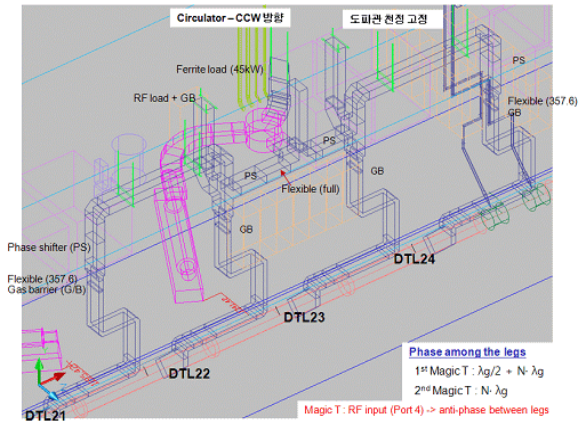 Circulator – CCW 방향
도파관 천정 고정
Ferrite load (45kW)
PS
RF load + GB
Flexible (357.6)
GB
PS
PS
GB
Flexible (full)
GB
Phase shifter (PS)
Flexible (357.6)
Gas barrier (G/B)
DTL24
DTL23
DTL22
DTL21
Phase among the legs
1st Magic T : λg/2 + N· λg
2nd Magic T : N· λg
Magic T : RF input (Port 4) -> anti-phase between legs